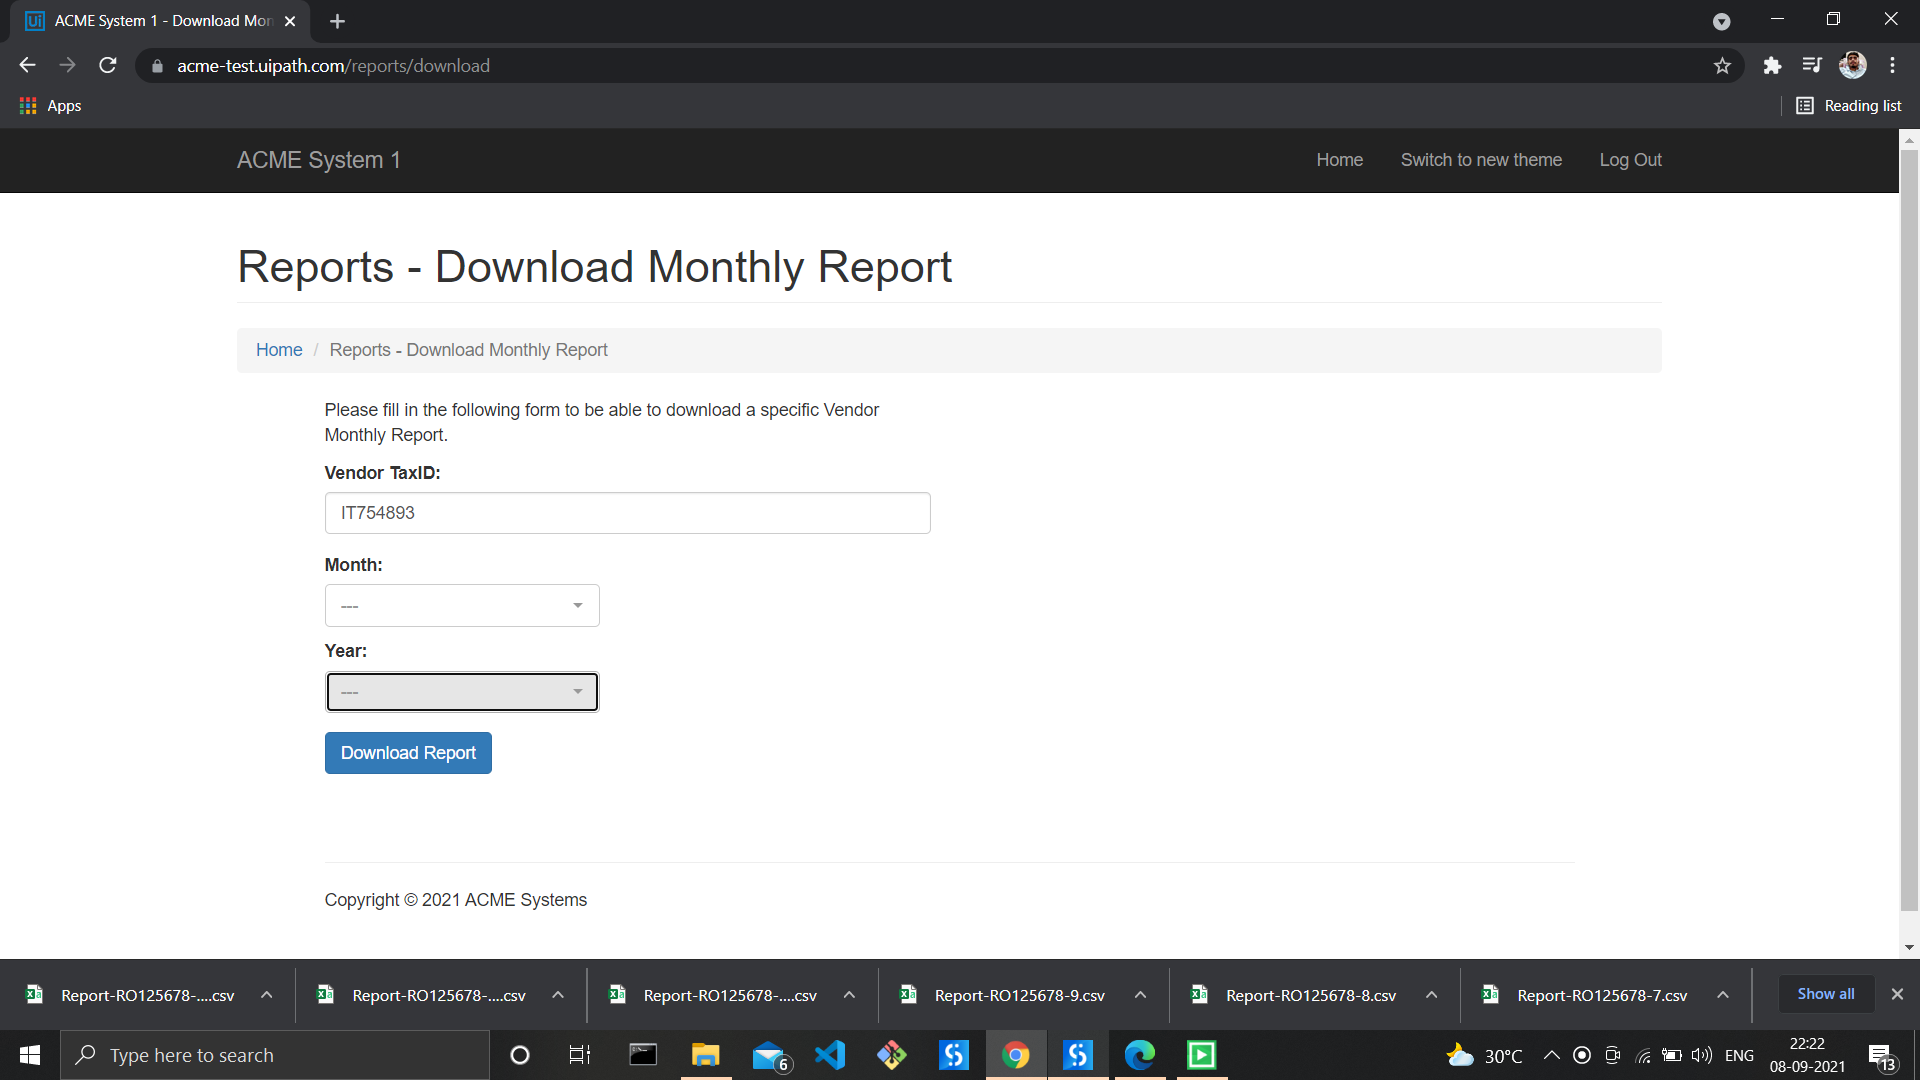 ACME System 1 - Download Mon
acme-test.uipath.com/reports/download
Apps
Reading list
ACME System 1
Home
Switch to new theme
Log Out
Reports - Download Monthly Report
Home / Reports - Download Monthly Report
Please fill in the following form to be able to download a specific Vendor
Monthly Report.
Vendor TaxID:
IT754893
Month:
---
Year:
---
Download Report
Copyright © 2021 ACME Systems
Report-RO125678-....csv
Report-RO125678-....csv
Report-RO125678-....csv
Report-RO125678-9.csv
Report-RO125678-8.csv
Report-RO125678-7.csv
Show all
Type here to search
6
30°C
ENG
22:22
08-09-2021
13